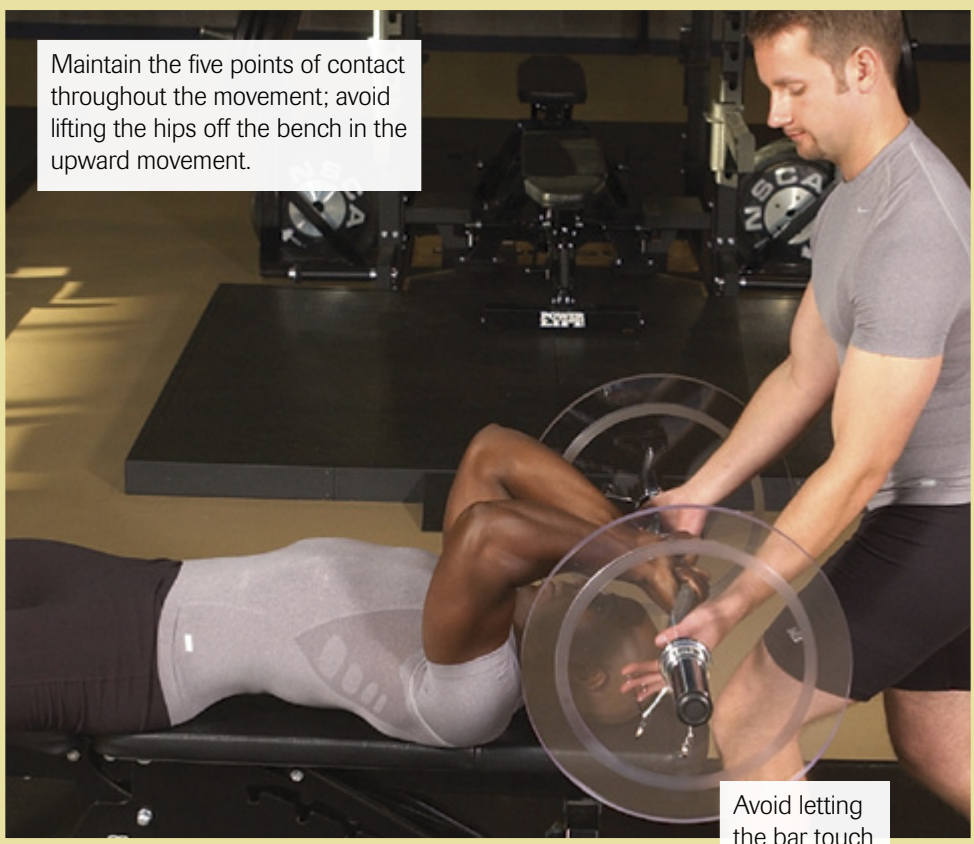 Maintain the five points of contact
throughout the movement; avoid
lifting the hips off the bench in the
upward movement.
NSCA
NSCA
POWER
LIFT
Avoid letting
the bar touch